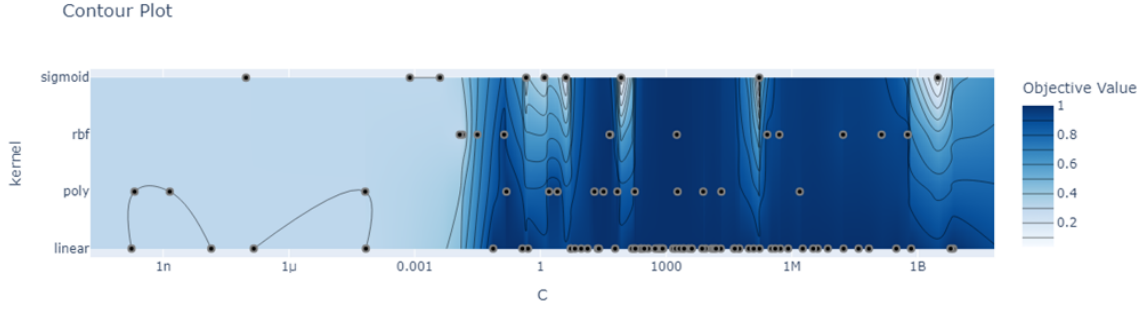 Contour Plot
sigmoid
rbf
poly
linear
kernel
1n
1μ
0.001
1
1000
1M
1B
C
Objective Value
1
0.8
0.6
0.4
0.2